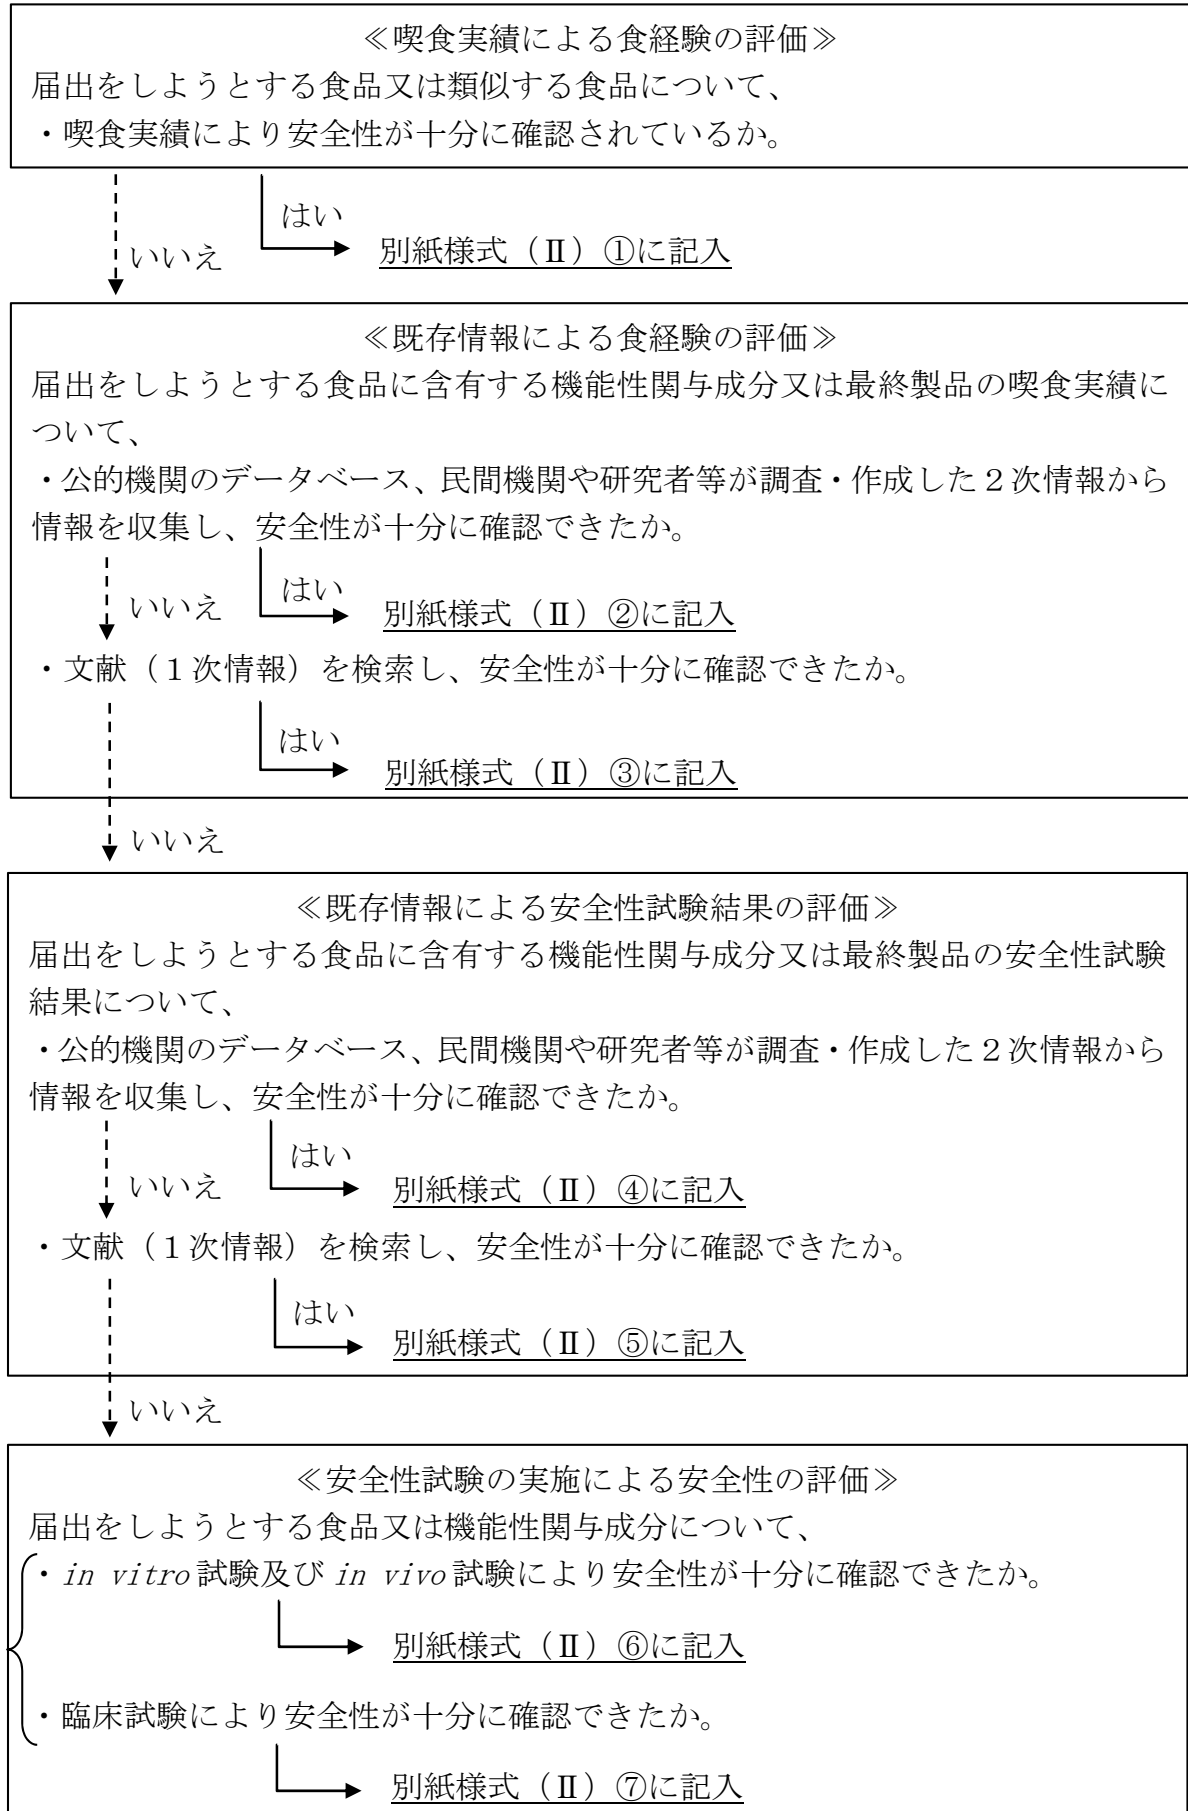 ≪喫食実績による食経験の評価≫
届出をしようとする食品又は類似する食品について、
・喫食実績により安全性が十分に確認されているか。
はい
いいえ
別紙様式（Ⅱ）①に記入
≪既存情報による食経験の評価≫
届出をしようとする食品に含有する機能性関与成分又は最終製品の喫食実績に
ついて、
・公的機関のデータベース、民間機関や研究者等が調査・作成した２次情報から
情報を収集し、安全性が十分に確認できたか。
はい
いいえ
別紙様式（Ⅱ）②に記入
・文献（１次情報）を検索し、安全性が十分に確認できたか。
はい
別紙様式（Ⅱ）③に記入
いいえ
≪既存情報による安全性試験結果の評価≫
届出をしようとする食品に含有する機能性関与成分又は最終製品の安全性試験
結果について、
・公的機関のデータベース、民間機関や研究者等が調査・作成した２次情報から
情報を収集し、安全性が十分に確認できたか。
はい
いいえ
別紙様式（Ⅱ）④に記入
・文献（１次情報）を検索し、安全性が十分に確認できたか。
はい
別紙様式（Ⅱ）⑤に記入
いいえ
≪安全性試験の実施による安全性の評価≫
届出をしようとする食品又は機能性関与成分について、
・in vitro試験及びin vivo試験により安全性が十分に確認できたか。
別紙様式（Ⅱ）⑥に記入
・臨床試験により安全性が十分に確認できたか。
別紙様式（Ⅱ）⑦に記入